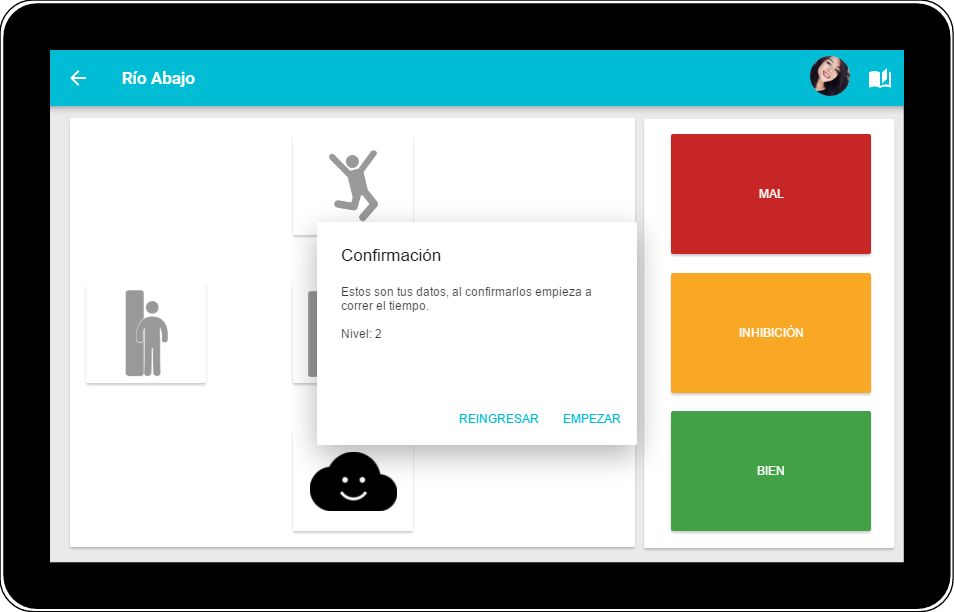 Río Abajo
MAL
Confirmación
Estos son tus datos, al confirmarlos empieza a
correr el tiempo.
Nivel: 2
INHIBICIÓN
REINGRESAR EMPEZAR
BIEN